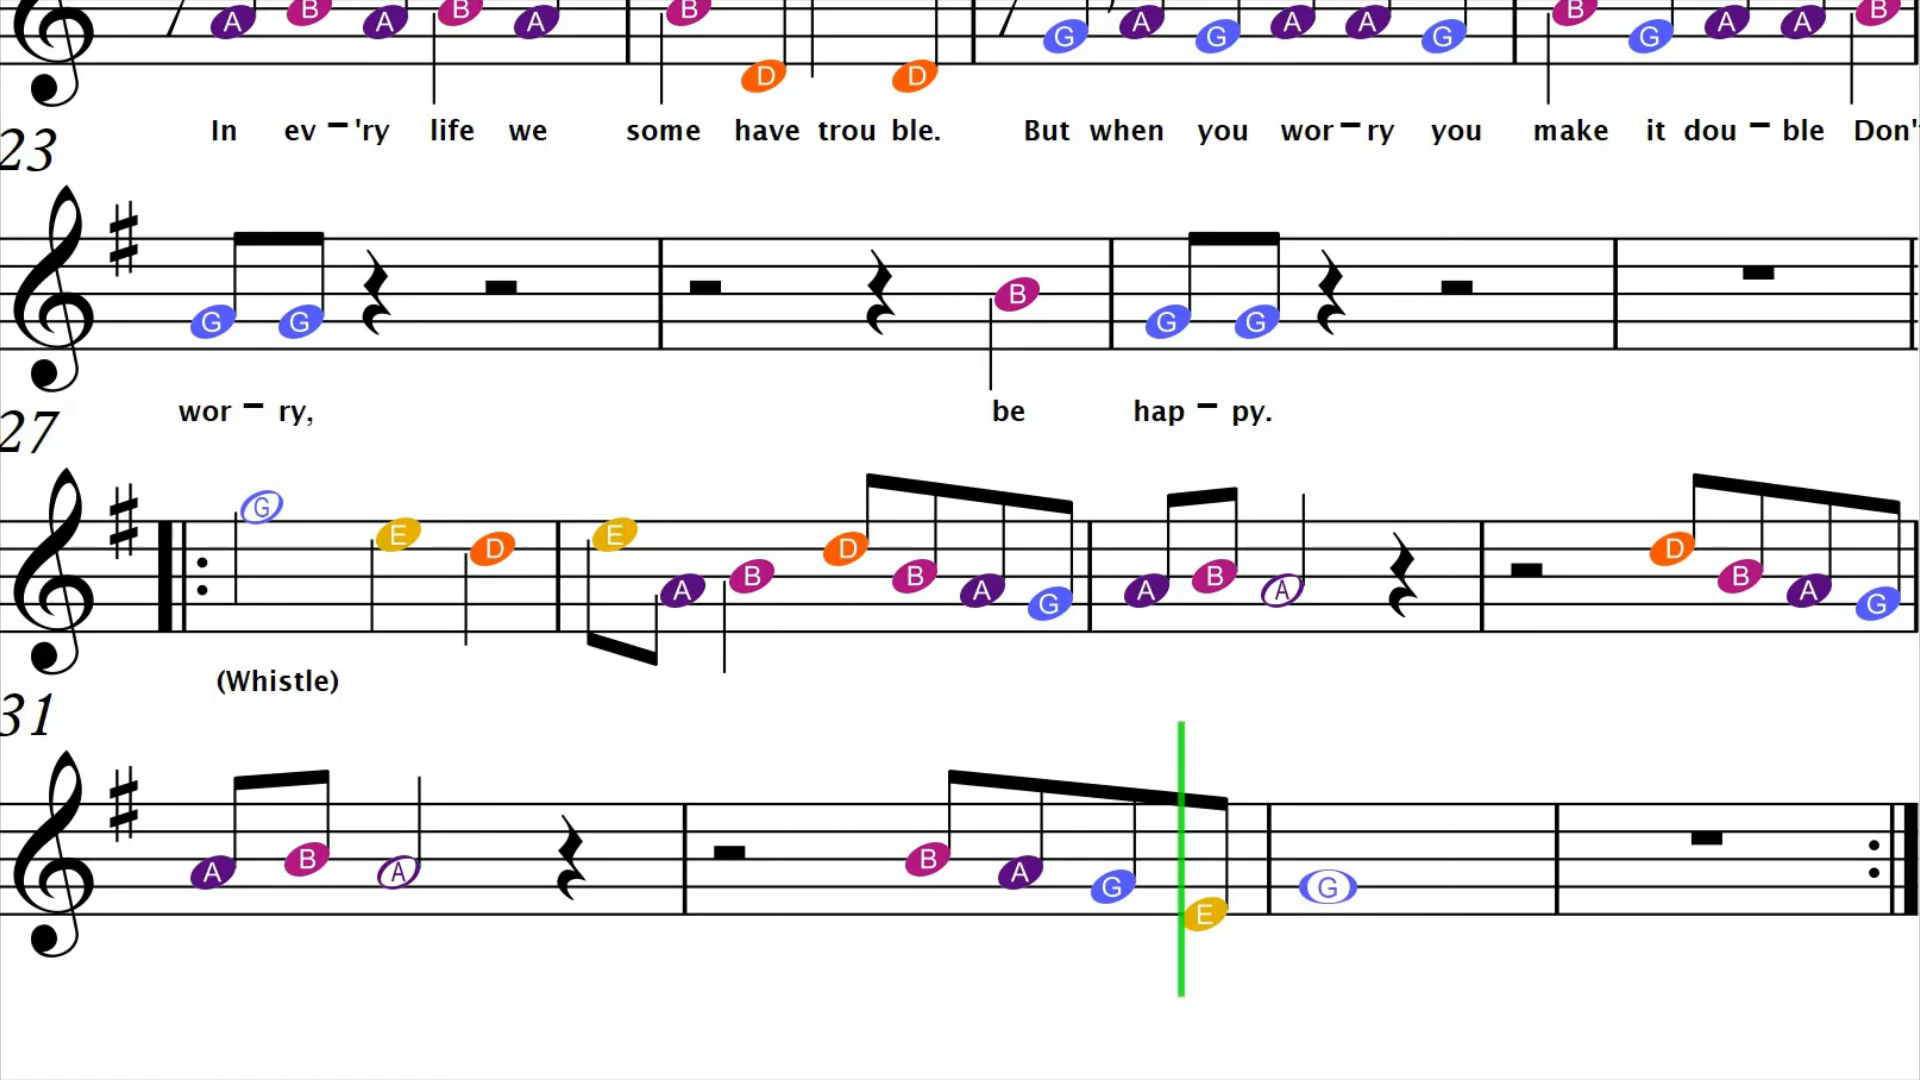 A B A B A B D D G A G A A G B G A A B
In ev – 'ry life we some have trou ble. But when you wor – ry you make it dou – ble Don'
23
G G B G G
wor – ry, be hap – py.
27
G E D E A B D B A G A B A D B A G
(Whistle)
31
A B A B A G E G